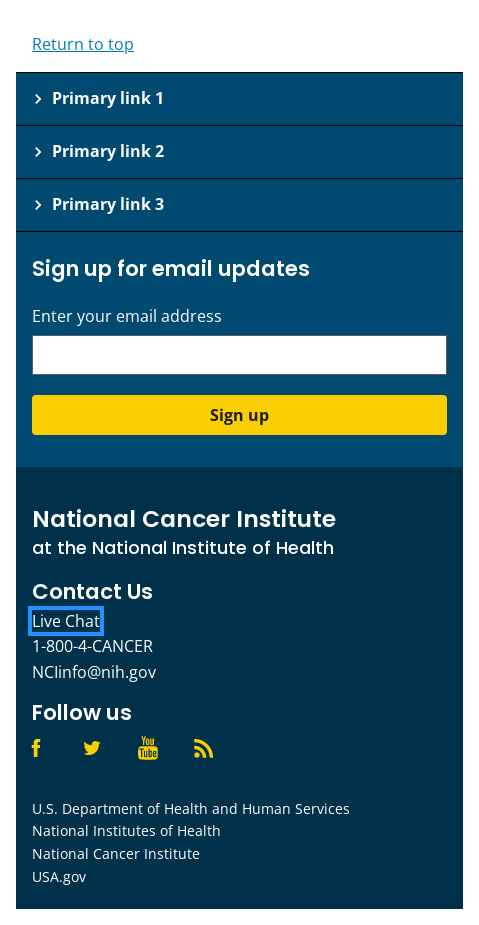 Return to top
Primary link 1
Primary link 2
Primary link 3
Sign up for email updates
Enter your email address
Sign up
National Cancer Institute
at the National Institute of Health
Contact Us
Live Chat
1-800-4-CANCER
NCIinfo@nih.gov
Follow us
You Tube
U.S. Department of Health and Human Services
National Institutes of Health
National Cancer Institute
USA.gov